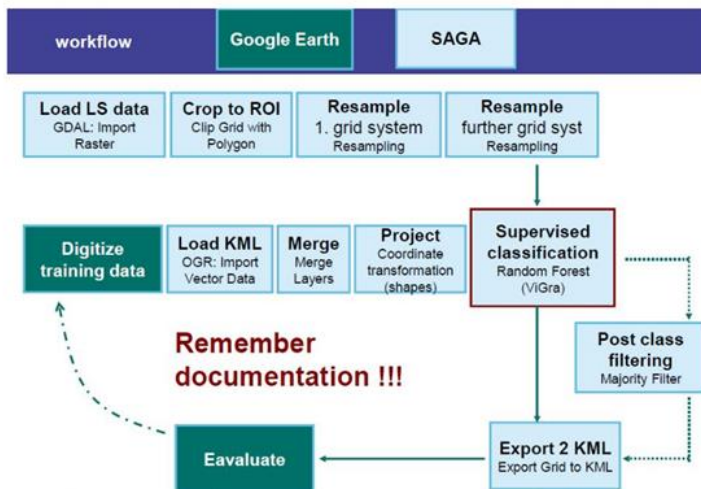 workflow
Google Earth
SAGA
Load LS data
GDAL: Import
Raster
Crop to ROI
Clip Grid with
Polygon
Resample
1. grid system
Resampling
Resample
further grid syst
Resampling
Digitize
training data
Load KML
OGR: Import
Vector Data
Merge
Merge
Layers
Project
Coordinate
transformation
(shapes)
Supervised
classification
Random Forest
(ViGra)
Remember
documentation !!!
Post class
filtering
Majority Filter
Eavaluate
Export 2 KML
Export Grid to KML